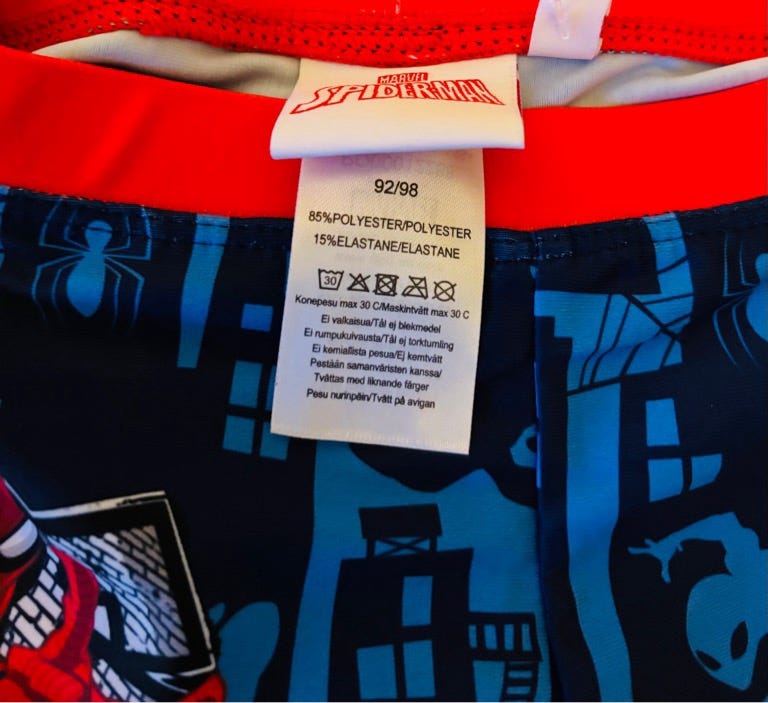 MARVEL
SPIDER-MAN
92/98
85%POLYESTER/POLYESTER
15%ELASTANE/ELASTANE
30
Konepesu max 30 C/Maskintvätt max 30 C
Ei valkaisua/Tål ej blekmedel
Ei rumpukuivausta/Tål ej torktumling
Ei kemiallista pesua/Ej kemtvätt
Pestään samanväristen kanssa/
Tvättas med liknande färger
Pesu nurinpäin/Tvätt på avigan